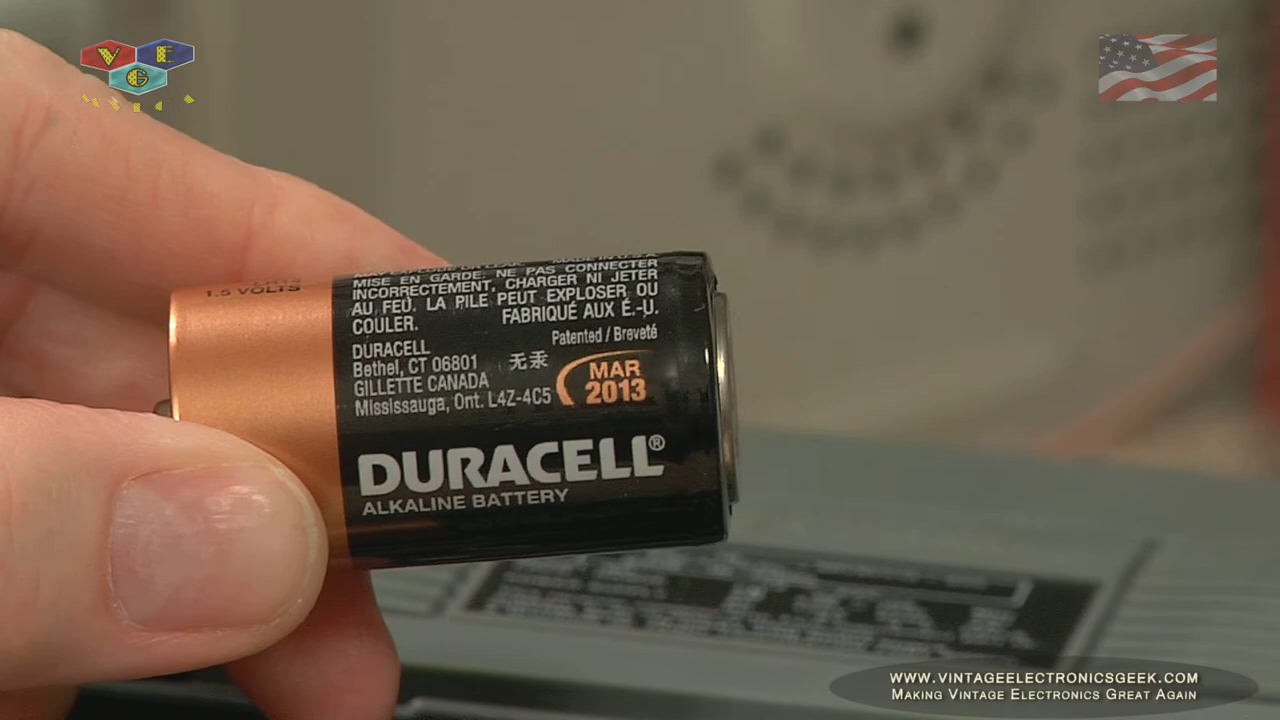 V E
G
1.5 VOLTS
MISE EN GARDE: NE PAS CONNECTER
INCORRECTEMENT, CHARGER NI JETER
AU FEU. LA PILE PEUT EXPLOSER OU
COULER. FABRIQUÉ AUX É.-U.
Patented / Breveté
DURACELL
Bethel, CT 06801 无汞
GILLETTE CANADA
Mississauga, Ont. L4Z-4C5
MAR
2013
DURACELL®
ALKALINE BATTERY
WWW.VINTAGEELECTRONICSGEEK.COM
MAKING VINTAGE ELECTRONICS GREAT AGAIN